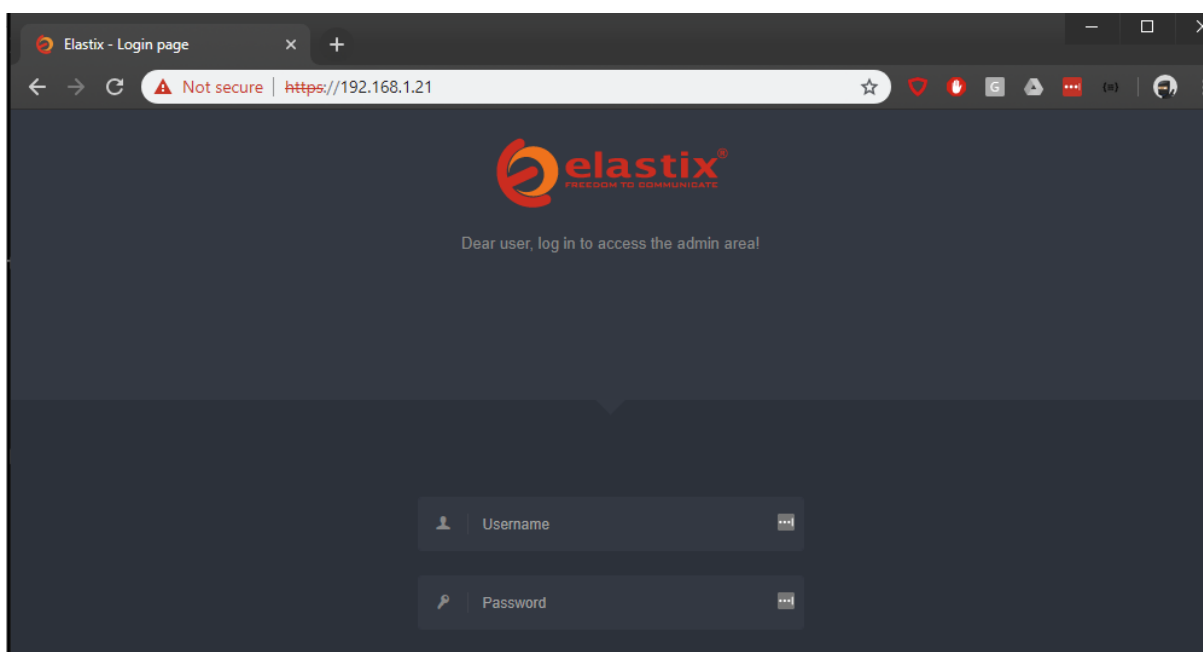 Elastix - Login page
Not secure | https://192.168.1.21
G
elastix®
FREEDOM TO COMMUNICATE
Dear user, log in to access the admin area!
Username
Password